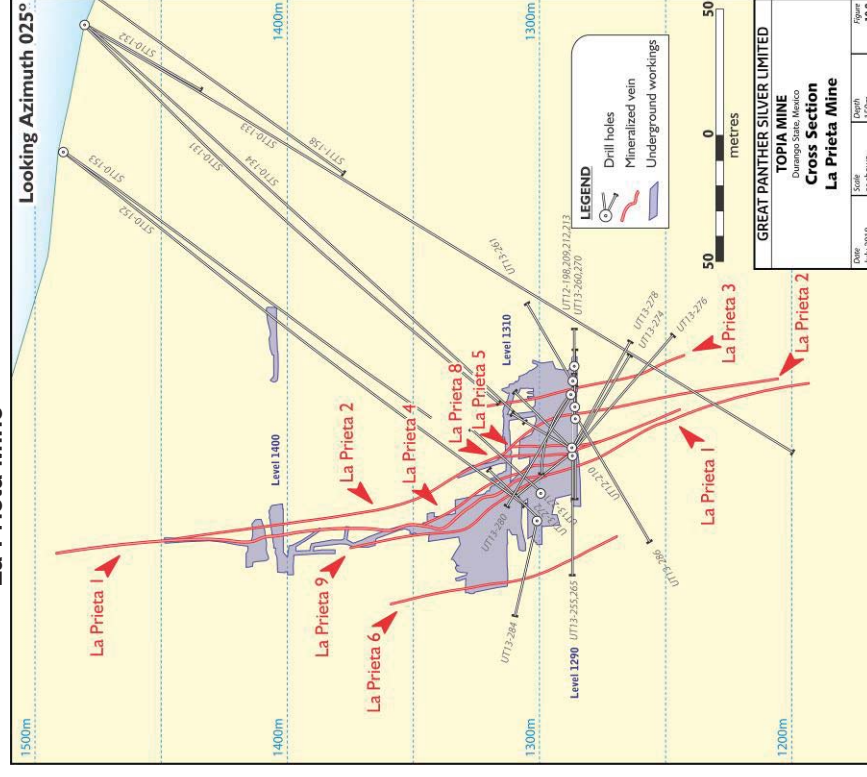 Looking Azimuth 025°
1500m
1400m
1300m
1200m
1400m
1300m
ST10-132
ST10-133
ST11-158
ST10-134
ST10-131
ST10-153
ST10-152
La Prieta 1
Level 1400
La Prieta 2
La Prieta 4
La Prieta 9
La Prieta 8
La Prieta 5
La Prieta 6
Level 1310
UT13-261
UT12-198,209,212,213
UT13-260,270
UT13-280
UT13-284
UT13-255,265
Level 1290
UT12-210
UT13-286
UT13-278
UT13-274
UT13-276
La Prieta 3
La Prieta 1
La Prieta 2
LEGEND
Drill holes
Mineralized vein
Underground workings
50 0 50
metres
GREAT PANTHER SILVER LIMITED
TOPIA MINE
Durango State, Mexico
Cross Section
La Prieta Mine
Date
Scale
Depth
Figure